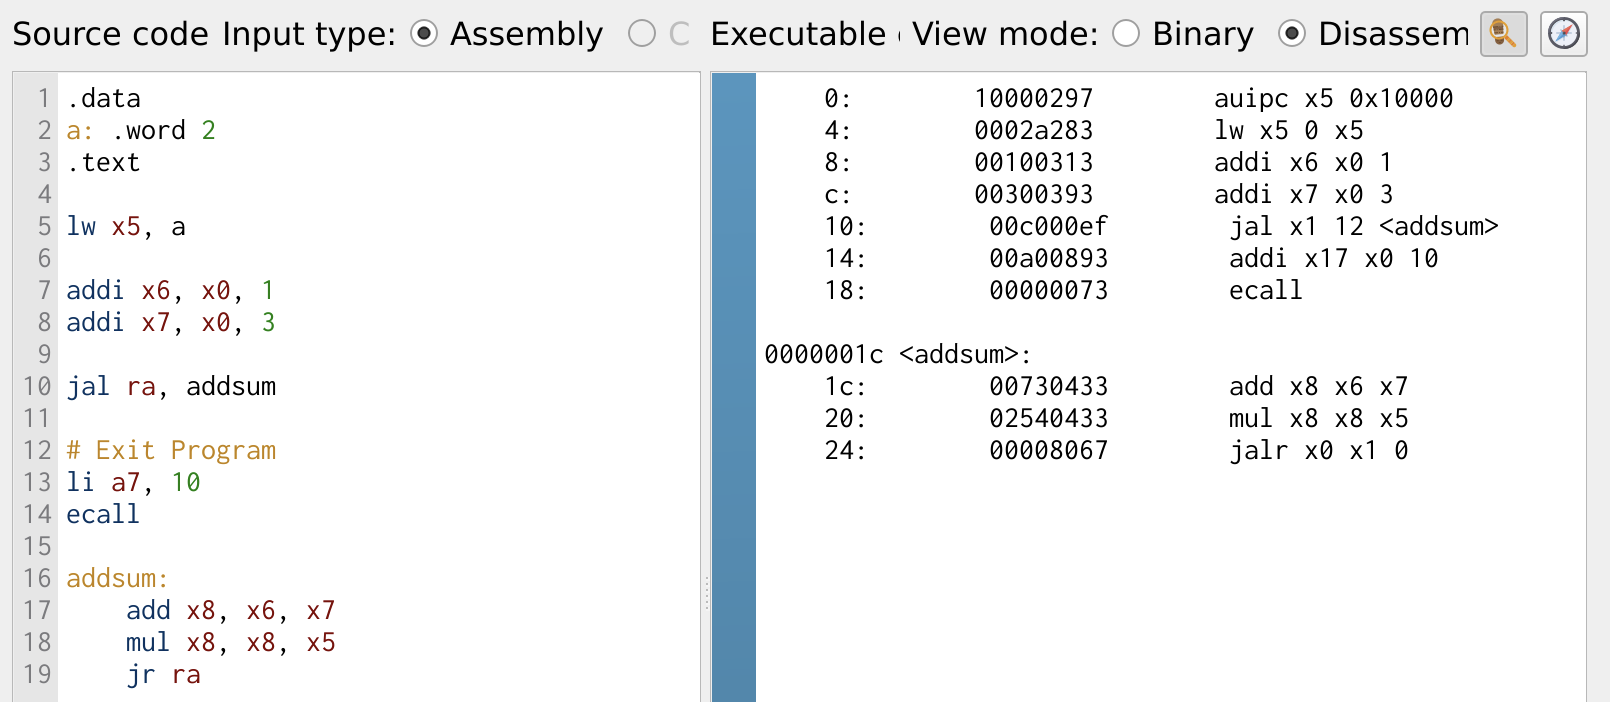 Source code Input type: Assembly C Executable View mode: Binary Disassem
1 .data
2 a: .word 2
3 .text
4
5 lw x5, a
6
7 addi x6, x0, 1
8 addi x7, x0, 3
9
10 jal ra, addsum
11
12 # Exit Program
13 li a7, 10
14 ecall
15
16 addsum:
17 add x8, x6, x7
18 mul x8, x8, x5
19 jr ra
0: 10000297 auipc x5 0x10000
4: 0002a283 lw x5 0 x5
8: 00100313 addi x6 x0 1
c: 00300393 addi x7 x0 3
10: 00c000ef jal x1 12 <addsum>
14: 00a00893 addi x17 x0 10
18: 00000073 ecall
0000001c <addsum>:
1c: 00730433 add x8 x6 x7
20: 02540433 mul x8 x8 x5
24: 00008067 jalr x0 x1 0